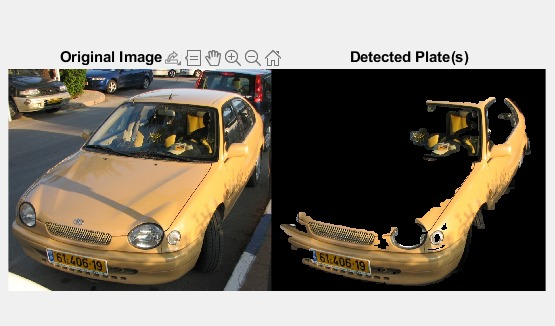 Original Image
Detected Plate(s)
61-406-19
61-406-19